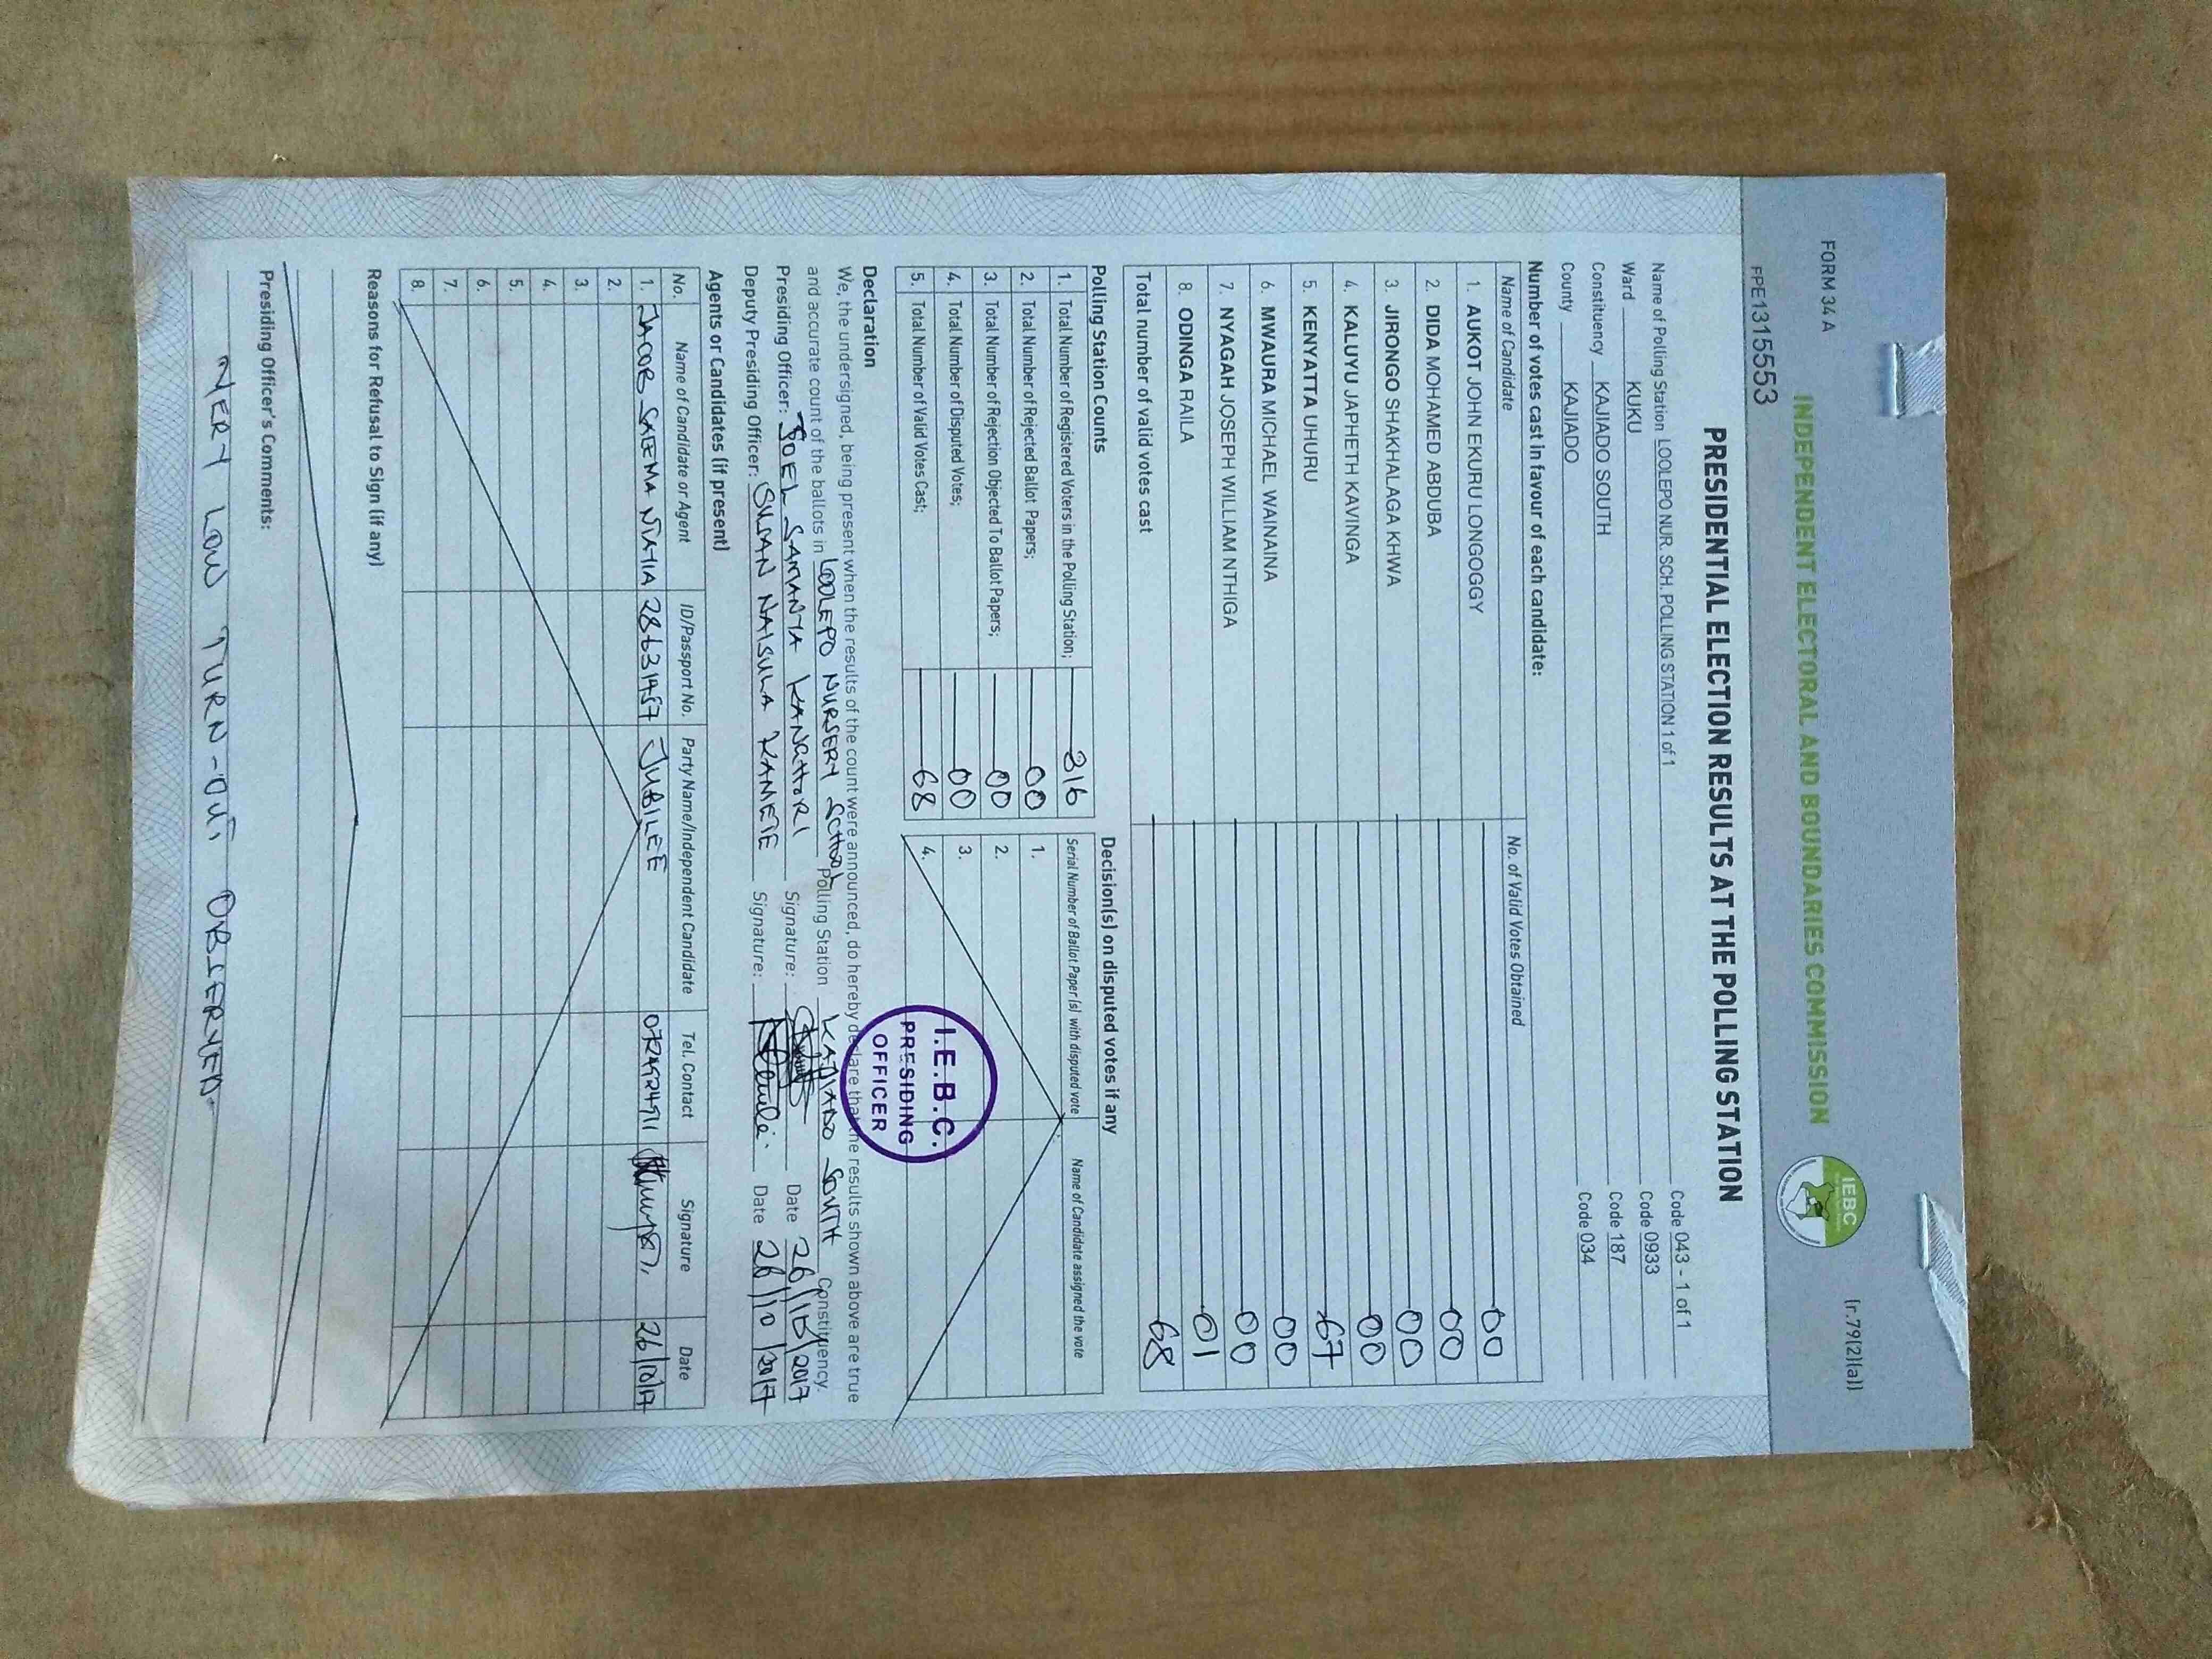 FORM 34 A
(r.79(2)(a))
INDEPENDENT ELECTORAL AND BOUNDARIES COMMISSION
IEBC
FPE1315553
PRESIDENTIAL ELECTION RESULTS AT THE POLLING STATION
Name of Polling Station LOOLEPO NUR. SCH. POLLING STATION 1 of 1 Code 043 - 1 of 1
Ward KUKU Code 0933
Constituency KAJIADO SOUTH Code 187
County KAJIADO Code 034
Number of votes cast in favour of each candidate:
Name of Candidate No. of Valid Votes Obtained
1. AUKOT JOHN EKURU LONGOGGY 00
2. DIDA MOHAMED ABDUBA 00
3. JIRONGO SHAKHALAGA KHWA 00
4. KALUYU JAPHETH KAVINGA 00
5. KENYATTA UHURU 67
6. MWAURA MICHAEL WAINAINA 00
7. NYAGAH JOSEPH WILLIAM NTHIGA 00
8. ODINGA RAILA 01
Total number of valid votes cast 68
Polling Station Counts
1. Total Number of Registered Voters in the Polling Station; 316
2. Total Number of Rejected Ballot Papers; 00
3. Total Number of Rejection Objected To Ballot Papers; 00
4. Total Number of Disputed Votes; 00
5. Total Number of Valid Votes Cast; 68
Decision(s) on disputed votes if any
Serial Number of Ballot Paper (s) with disputed vote Name of Candidate assigned the vote
1.
2.
3.
4.
I.E.B.C.
PRESIDING
OFFICER
Declaration
We, the undersigned, being present when the results of the count were announced, do hereby declare that the results shown above are true
and accurate count of the ballots in LOOLEPO NURSERY SCHOOL Polling Station KAJIADO SOUTH Constituency.
Presiding Officer: JOEL SAMANTA KANCHORI Signature: Date 26/10/2017
Deputy Presiding Officer: SUSAN NAISULA KAMETE Signature: Date 26/10/2017
Agents or Candidates (if present)
No. Name of Candidate or Agent ID/Passport No. Party Name/Independent Candidate Tel. Contact Signature Date
1. JACOB JUBILEE 26/10/17
2.
3.
4.
5.
6.
7.
8.
Reasons for Refusal to Sign (if any)
Presiding Officer's Comments:
VERY LOW TURN-OUT OBSERVED.